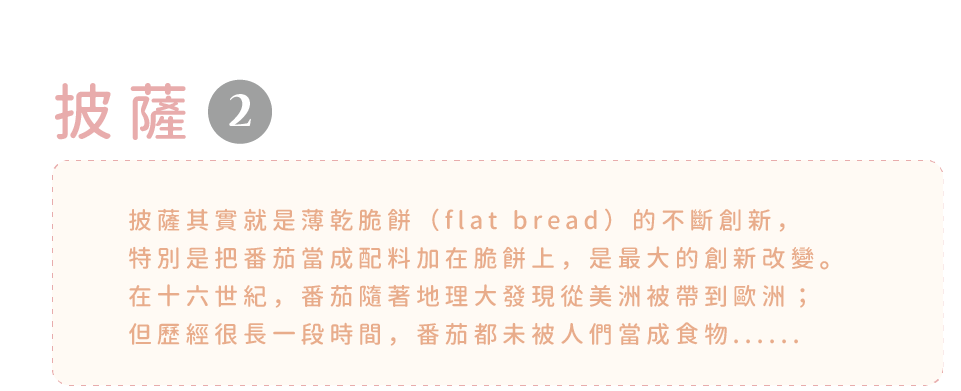 披薩 2
披薩其實就是薄乾脆餅（flat bread）的不斷創新，
特別是把番茄當成配料加在脆餅上，是最大的創新改變。
在十六世紀，番茄隨著地理大發現從美洲被帶到歐洲；
但歷經很長一段時間，番茄都未被人們當成食物......